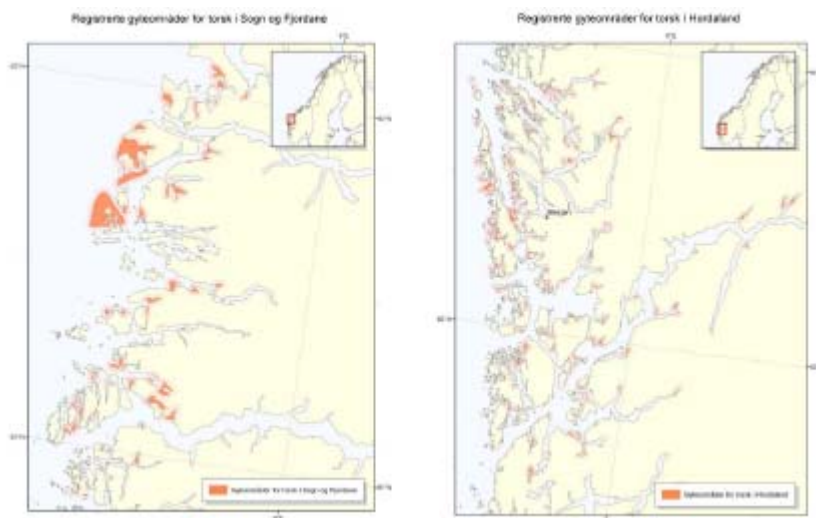 Registrerte gyteområder for torsk i Sogn og Fjordane
Gyteområder for torsk i Sogn og Fjordane
Registrerte gyteområder for torsk i Hordaland
Bergen
Gyteområder for torsk i Hordaland